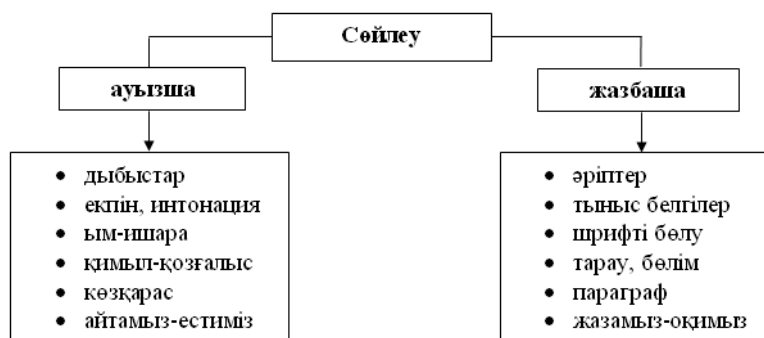 Сөйлеу
ауызша
жазбаша
• дыбыстар
• екпін, интонация
• ым-ишара
• қимыл-қозғалыс
• көзқарас
• айтамыз-естиміз
• әріптер
• тыныс белгілер
• шрифті бөлу
• тарау, бөлім
• параграф
• жазамыз-оқимыз